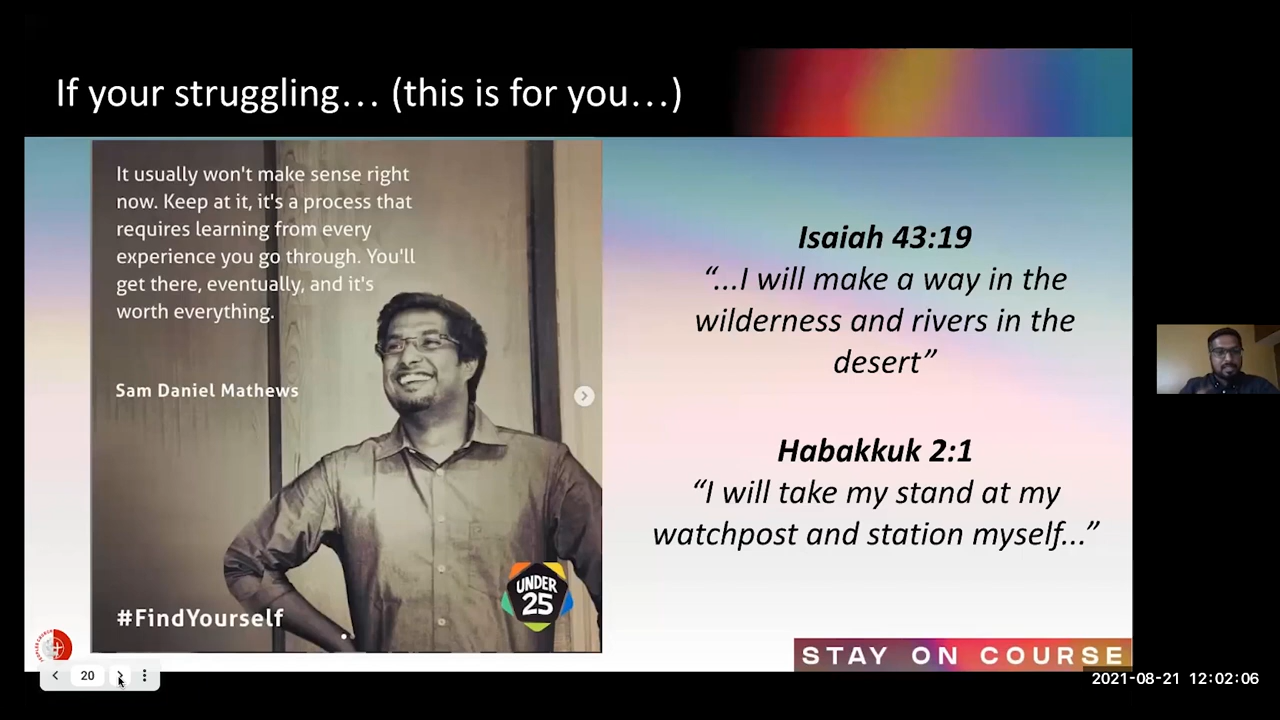 If your struggling... (this is for you...)
It usually won't make sense right
now. Keep at it, it's a process that
requires learning from every
experience you go through. You'll
get there, eventually, and it's
worth everything.
Sam Daniel Mathews
#FindYourself
UNDER
25
Isaiah 43:19
“...I will make a way in the
wilderness and rivers in the
desert”
Habakkuk 2:1
“I will take my stand at my
watchpost and station myself...”
STAY ON COURSE
20
2021-08-21 12:02:06